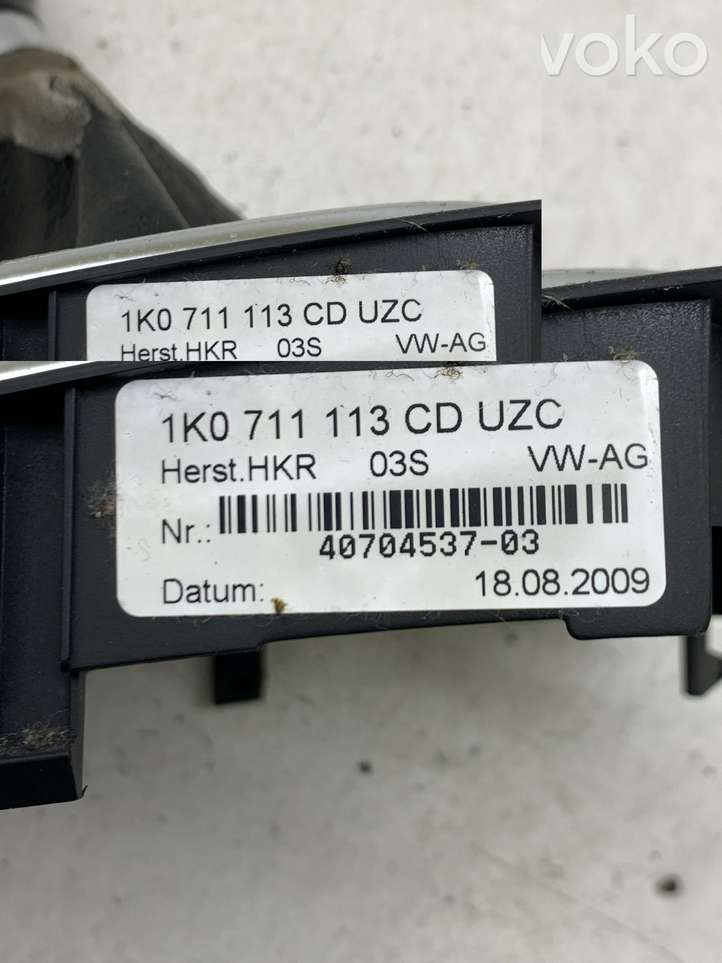 voko
1K0 711 113 CD UZC
Herst.HKR 03S VW-AG
1K0 711 113 CD UZC
Herst.HKR 03S VW-AG
Nr.:
40704537-03
Datum: 18.08.2009